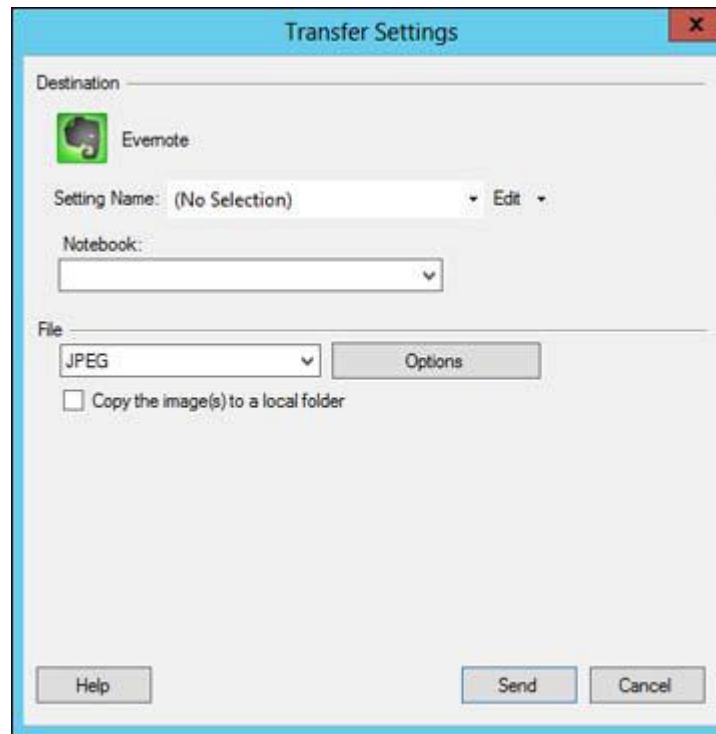 Transfer Settings
x
Destination
Evernote
Setting Name: (No Selection) Edit
Notebook:
File
JPEG Options
Copy the image(s) to a local folder
Help Send Cancel